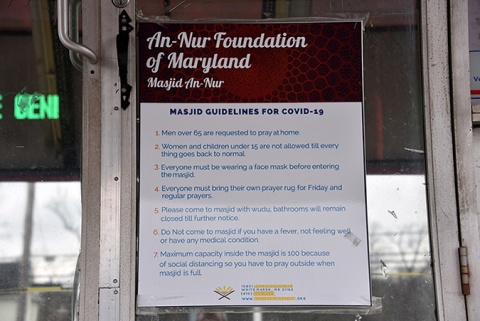 An-Nur Foundation
of Maryland
Masjid An-Nur
MASJID GUIDELINES FOR COVID-19
1. Men over 65 are requested to pray at home.
2. Women and children under 15 are not allowed till every
thing goes back to normal.
3. Everyone must be wearing a face mask before entering
the masjid.
4. Everyone must bring their own prayer rug for Friday and
regular prayers.
5. Please come to masjid with wudu, bathrooms will remain
closed till further notice.
6. Do Not come to masjid if you have a fever, not feeling well
or have any medical condition.
7. Maximum capacity inside the masjid is 100 because
of social distancing so you have to pray outside when
masjid is full.
WHITE MARSH, MD